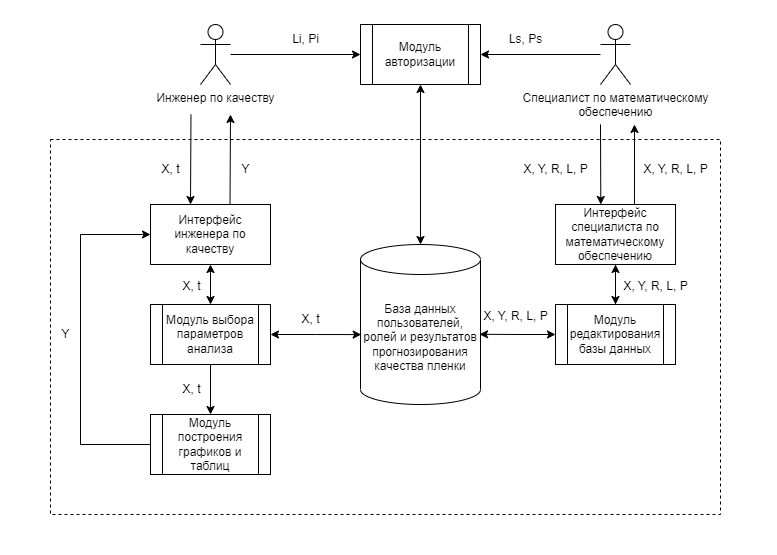 Li, Pi
Модуль
авторизации
Ls, Ps
Инженер по качеству
Специалист по математическому
обеспечению
X, t
Y
X, Y, R, L, P
X, Y, R, L, P
Интерфейс
инженера по
качеству
Интерфейс
специалиста по
математическому
обеспечению
X, t
X, Y, R, L, P
Y
Модуль выбора
параметров
анализа
X, t
База данных
пользователей,
ролей и результатов
прогнозирования
качества пленки
X, Y, R, L, P
Модуль
редактирования
базы данных
X, t
Модуль
построения
графиков и
таблиц